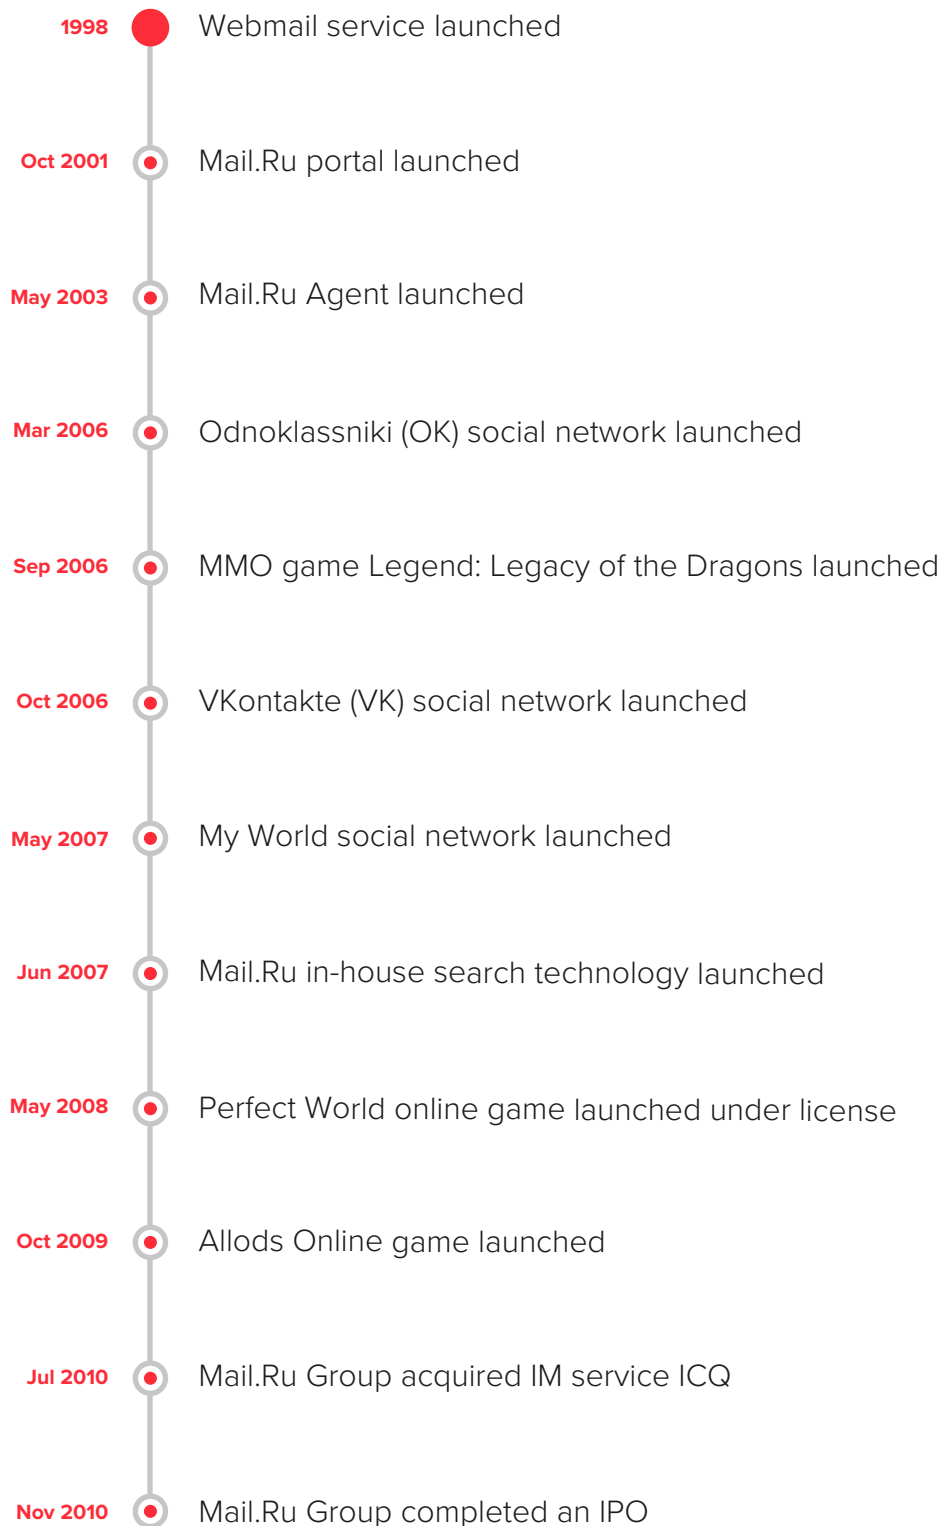 1998 Webmail service launched
Oct 2001 Mail.Ru portal launched
May 2003 Mail.Ru Agent launched
Mar 2006 Odnoklassniki (OK) social network launched
Sep 2006 MMO game Legend: Legacy of the Dragons launched
Oct 2006 VKontakte (VK) social network launched
May 2007 My World social network launched
Jun 2007 Mail.Ru in-house search technology launched
May 2008 Perfect World online game launched under license
Oct 2009 Allods Online game launched
Jul 2010 Mail.Ru Group acquired IM service ICQ
Nov 2010 Mail.Ru Group completed an IPO